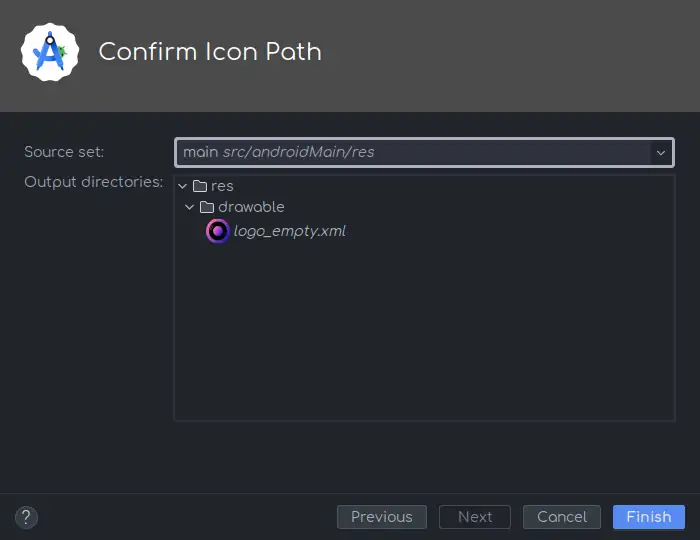 Confirm Icon Path
Source set: main src/androidMain/res
Output directories:
res
drawable
logo_empty.xml
? Previous Next Cancel Finish